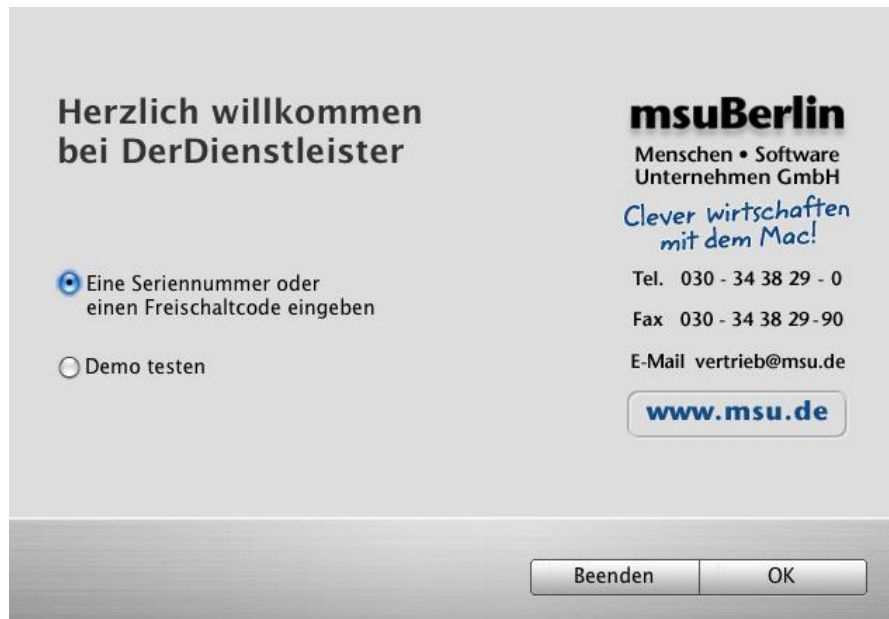 Herzlich willkommen
bei DerDienstleister
Eine Seriennummer oder
einen Freischaltcode eingeben
Demo testen
msuBerlin
Menschen • Software
Unternehmen GmbH
Clever wirtschaften
mit dem Mac!
Tel. 030 - 34 38 29 - 0
Fax 030 - 34 38 29-90
E-Mail vertrieb@msu.de
www.msu.de
Beenden
OK